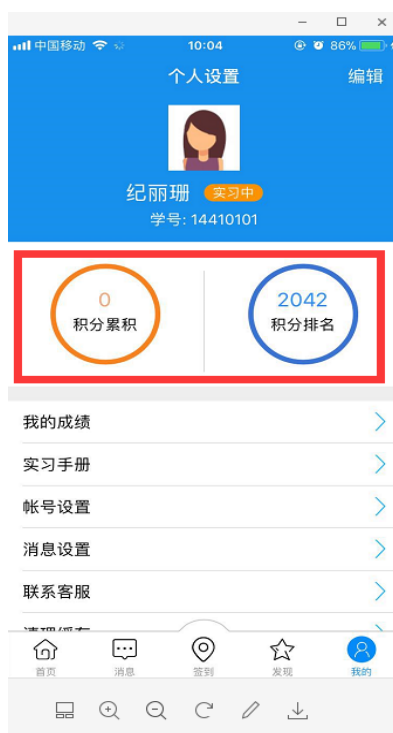 中国移动 10:04 86%
个人设置 编辑
纪丽珊 实习中
学号: 14410101
0 2042
积分累积 积分排名
我的成绩
实习手册
帐号设置
消息设置
联系客服
首页 消息 签到 发现 我的